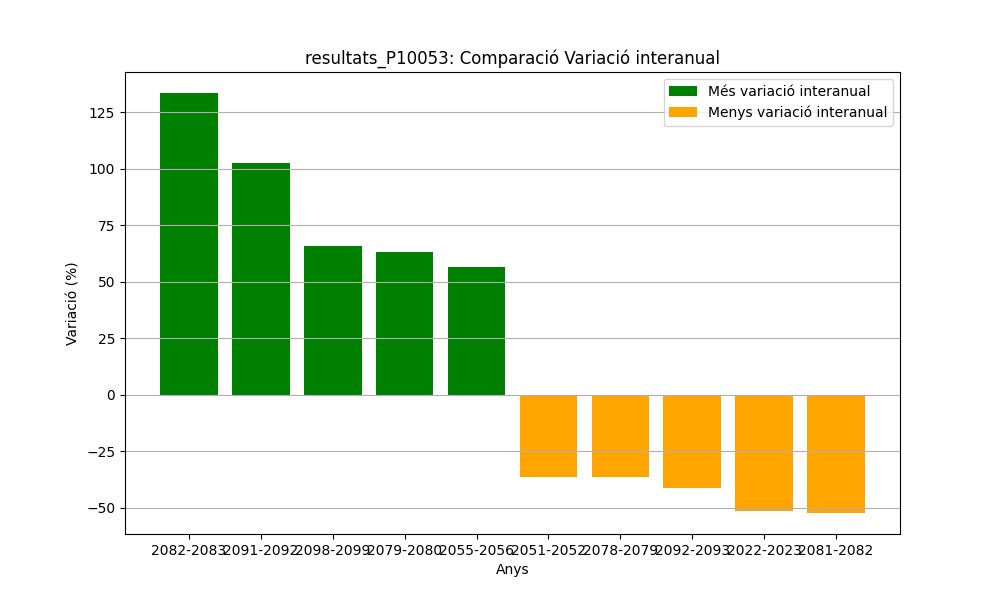 resultats_P10053: Comparació Variació interanual
Més variació interanual
Menys variació interanual
Variació (%)
125
100
75
50
25
0
−25
−50
2082-2083 2091-2092 2098-2099 2079-2080 2055-2056 2051-2052 2078-2079 2092-2093 2022-2023 2081-2082
Anys